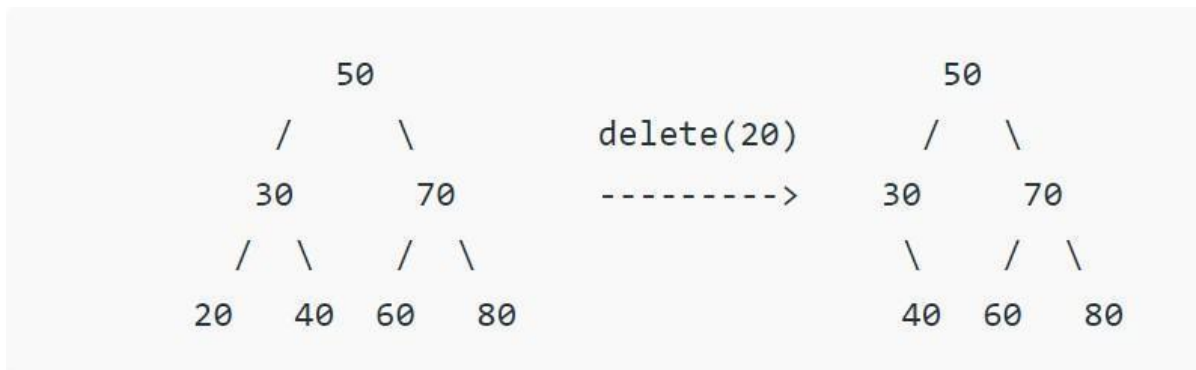 50 50
/ \ delete(20) / \
30 70 ---------> 30 70
/ \ / \ \ / \
20 40 60 80 40 60 80